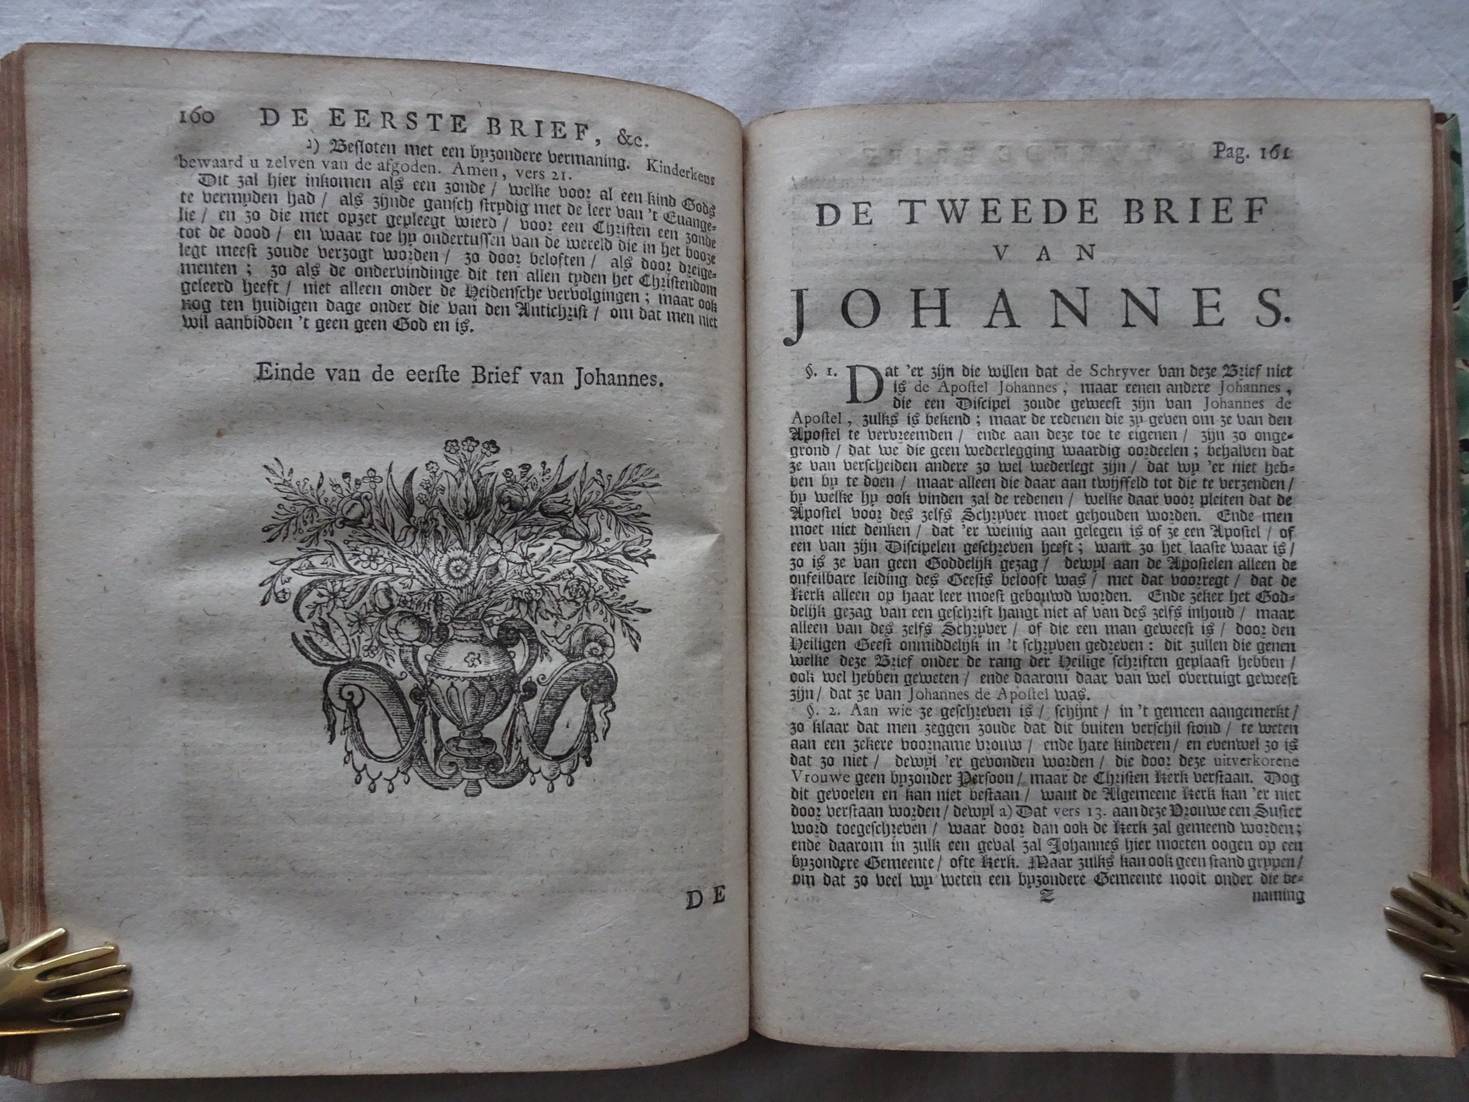 160 DE EERSTE BRIEF, &c.
2) Besloten met een byzondere vermaning. Kinderkens
bewaard u zelven van de afgoden. Amen, vers 21.
Dit zal hier inkomen als een zonde / welke voor al een kind Gods
te vermyden had / als zijnde gansch strydig met de leer van 't Euange-
lie / en zo die met opzet gepleegt wierd / voor een Christen een zonde
tot de dood / en waar toe hy ondertussen van de wereld die in het booze
legt meest zoude verzogt worden / zo door beloften / als door dreige-
menten ; zo als de ondervindinge dit ten allen tyden het Christendom
geleerd heeft / niet alleen onder de Heidensche vervolgingen ; maar ook
nog ten huidigen dage onder die van den Antichrist / om dat men niet
wil aanbidden 't geen geen God en is.
Einde van de eerste Brief van Johannes.
DE
Pag. 161
DE TWEEDE BRIEF
VAN
JOHANNES.
§. 1. Dat 'er zijn die willen dat de Schryver van deze Brief niet
is de Apostel Johannes, maar eenen andere Johannes,
die een Discipel zoude geweest zijn van Johannes de
Apostel, zulks is bekend ; maar de redenen die zy geven om ze van den
Apostel te vervreemden / ende aan deze toe te eigenen / zijn zo onge-
grond / dat we die geen wederlegging waardig oordeelen ; behalven dat
ze van verscheiden andere zo wel wederlegt zijn / dat wy 'er niet heb-
ben by te doen / maar alleen die daar aan twijffeld tot die te verzenden /
by welke hy ook vinden zal de redenen / welke daar voor pleiten dat de
Apostel voor des zelfs Schryver moet gehouden worden. Ende men
moet niet denken / dat 'er weinig aan gelegen is of ze een Apostel / of
een van zijn Discipelen geschreven heeft ; want zo het laaste waar is /
zo is ze van geen Goddelijk gezag / dewyl aan de Apostelen alleen de
onfeilbare leiding des Geests belooft was / met dat voorregt / dat de
Kerk alleen op haar leer moest gebouwd worden. Ende zeker het God-
delijk gezag van een geschrift hangt niet af van des zelfs inhoud / maar
alleen van des zelfs Schryver / of die een man geweest is / door den
Heiligen Geest onmiddelijk in 't schryven gedreven : dit zullen die genen
welke deze Brief onder de rang der Heilige schriften geplaast hebben /
ook wel hebben geweten / ende daarom daar van wel overtuigt geweest
zijn / dat ze van Johannes de Apostel was.
§. 2. Aan wie ze geschreven is / schijnt / in 't gemeen aangemerkt /
zo klaar dat men zeggen zoude dat dit buiten verschil stond / te weten
aan een zekere voorname vrouw / ende hare kinderen / en evenwel zo is
dat zo niet / dewyl 'er gevonden worden / die door deze uitverkorene
Vrouwe geen byzonder Persoon / maar de Christen Kerk verstaan. Dog
dit gevoelen en kan niet bestaan / want de Algemeene Kerk kan 'er niet
door verstaan worden / dewyl a) Dat vers 13. aan deze Vrouwe een Suster
word toegeschreven / waar door dan ook de Kerk zal gemeend worden ;
ende daarom in zulk een geval zal Johannes hier moeten oogen op een
byzondere Gemeente / ofte Kerk. Maar zulks kan ook geen stand grypen /
om dat zo veel wy weten een byzondere Gemeente nooit onder die be-
naming